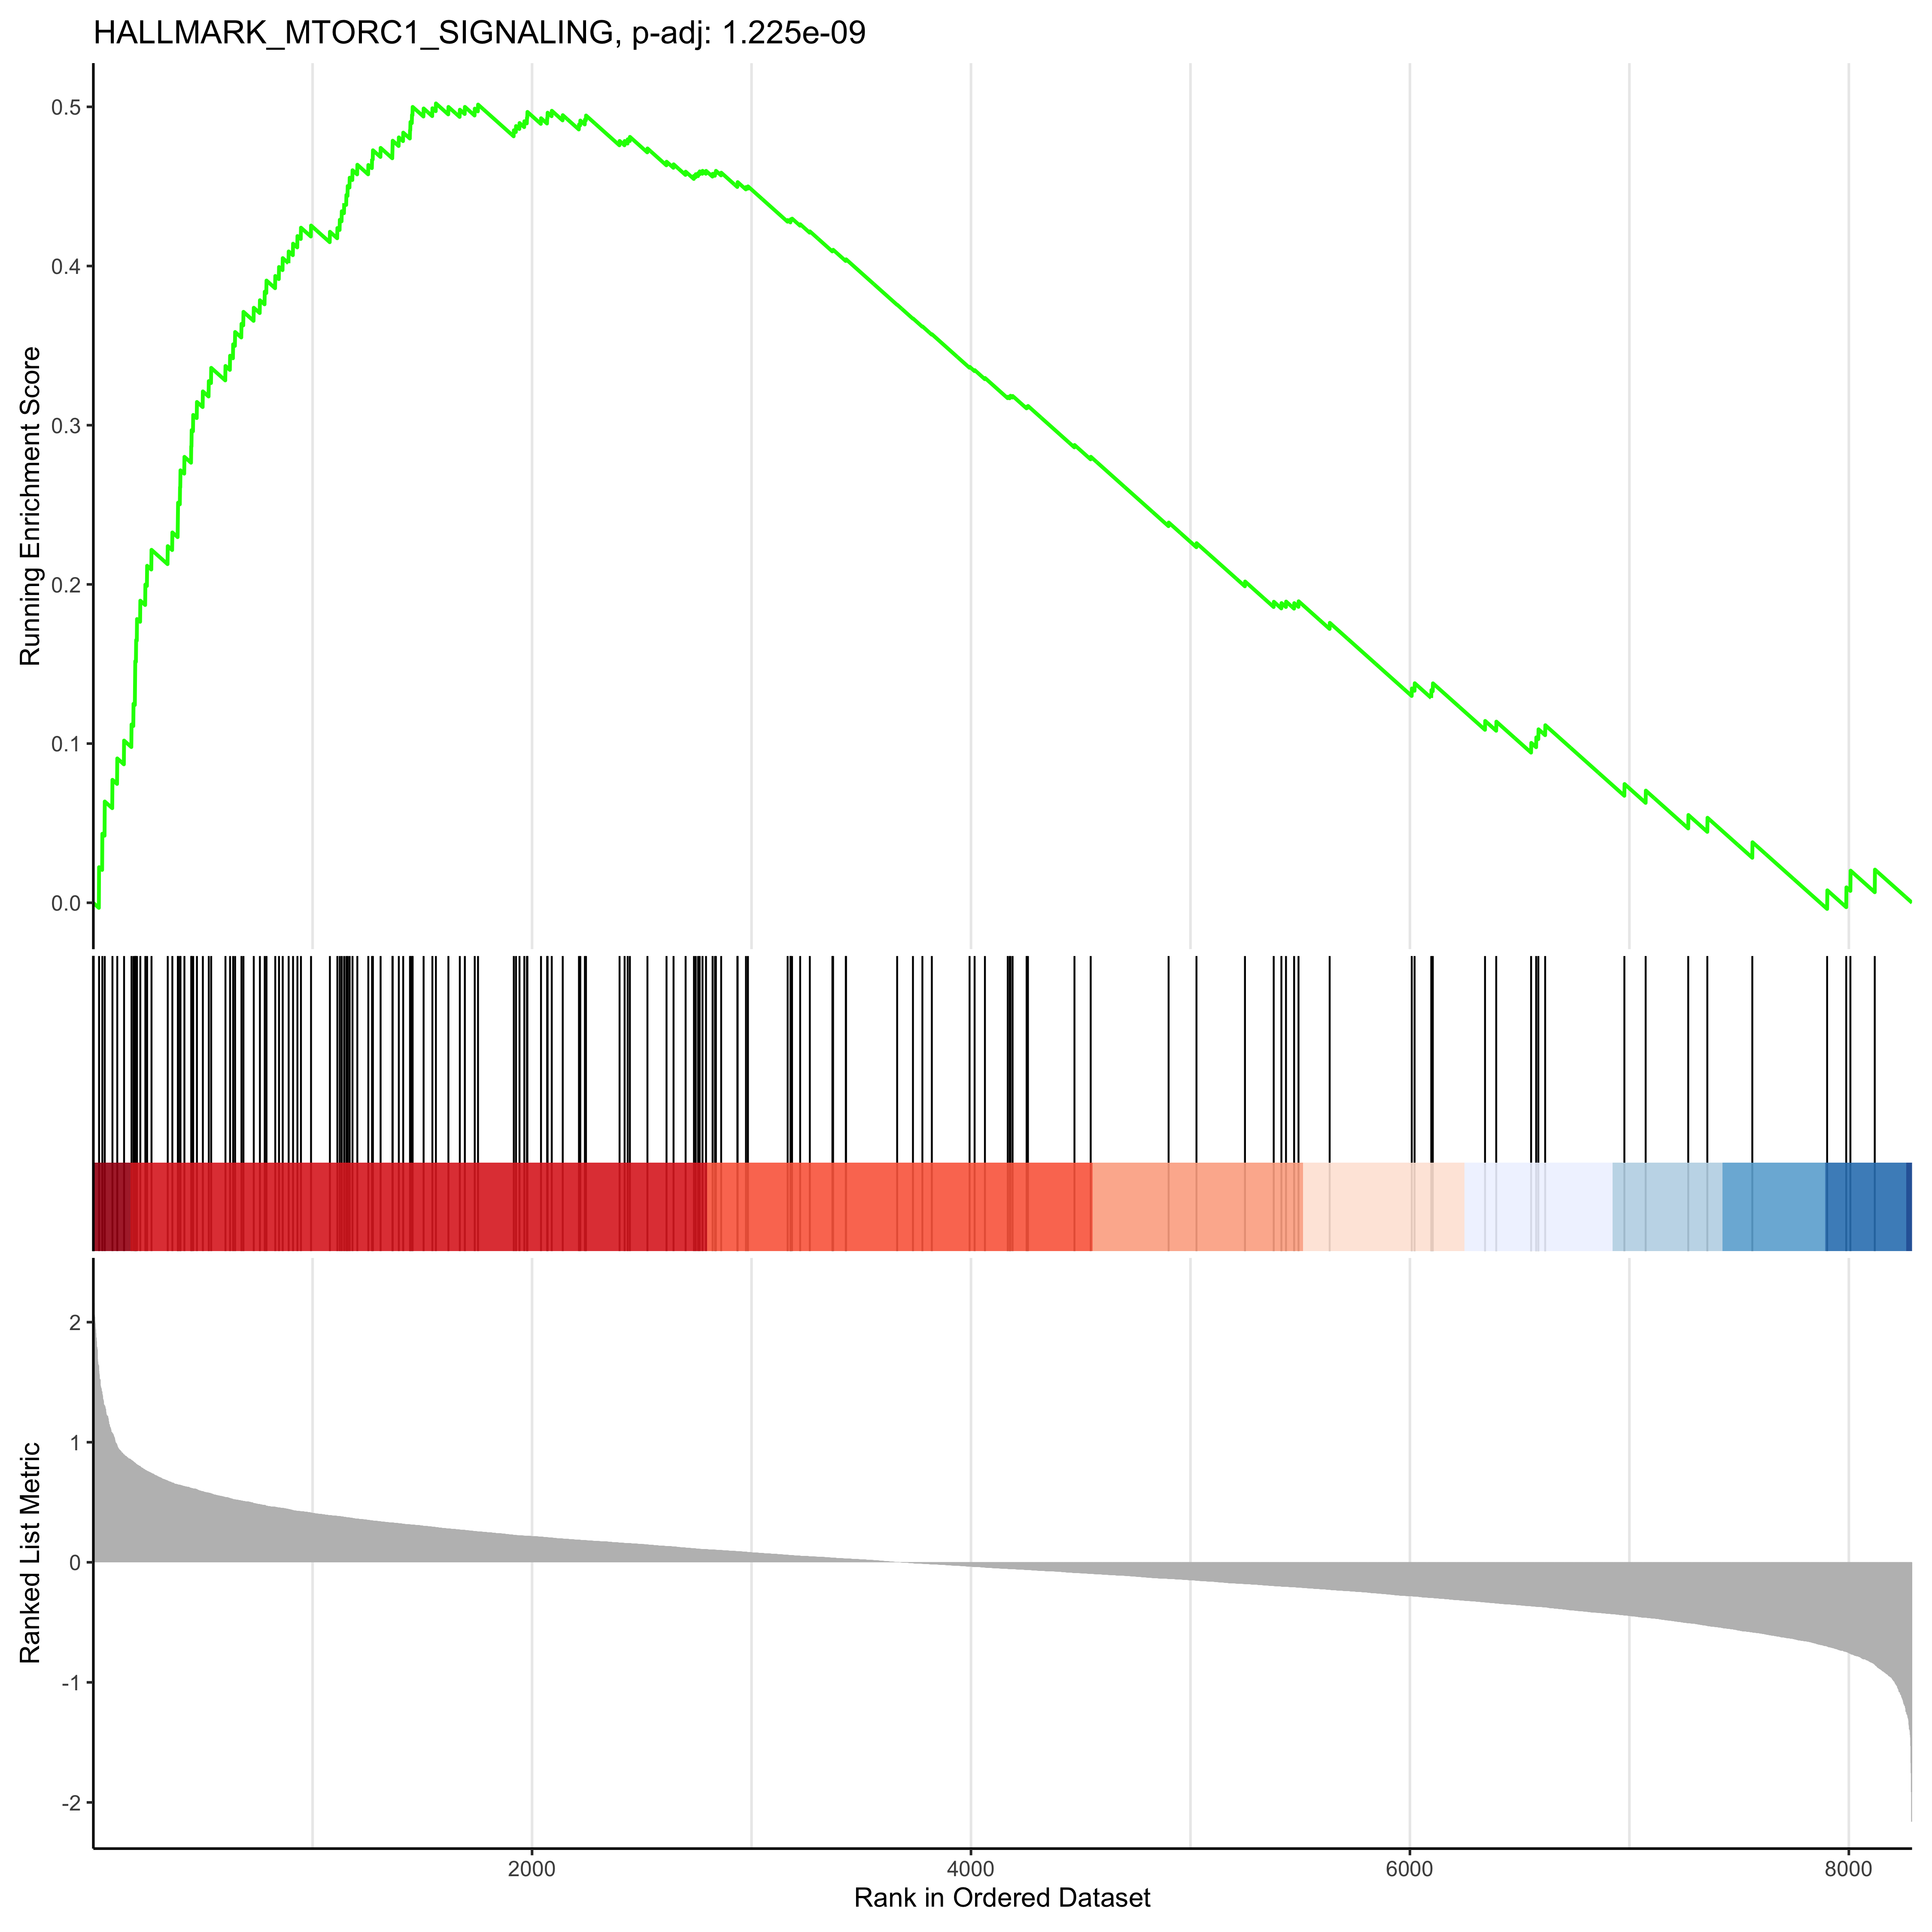 HALLMARK_MTORC1_SIGNALING, p-adj: 1.225e-09
Running Enrichment Score
0.5
0.4
0.3
0.2
0.1
0.0
Ranked List Metric
2
1
0
-1
-2
2000 4000 6000 8000
Rank in Ordered Dataset